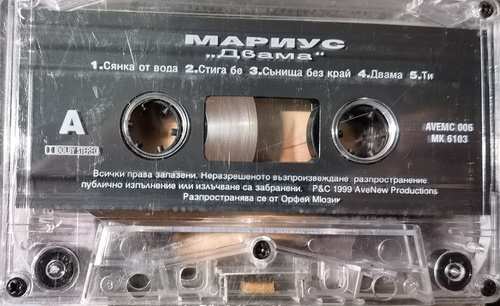 МАРИУС
„Двама“
1.Сянка от вода 2.Стига бе 3.Сънища без край 4.Двама 5.Ти
A
DOLBY STEREO
AVEMC 006
MK 6103
Всички права запазени. Неразрешеното възпроизвеждане разпространение
публично изпълнение или излъчване са забранени. P&C 1999 AveNew Productions
Разпространява се от Орфей Мюзик